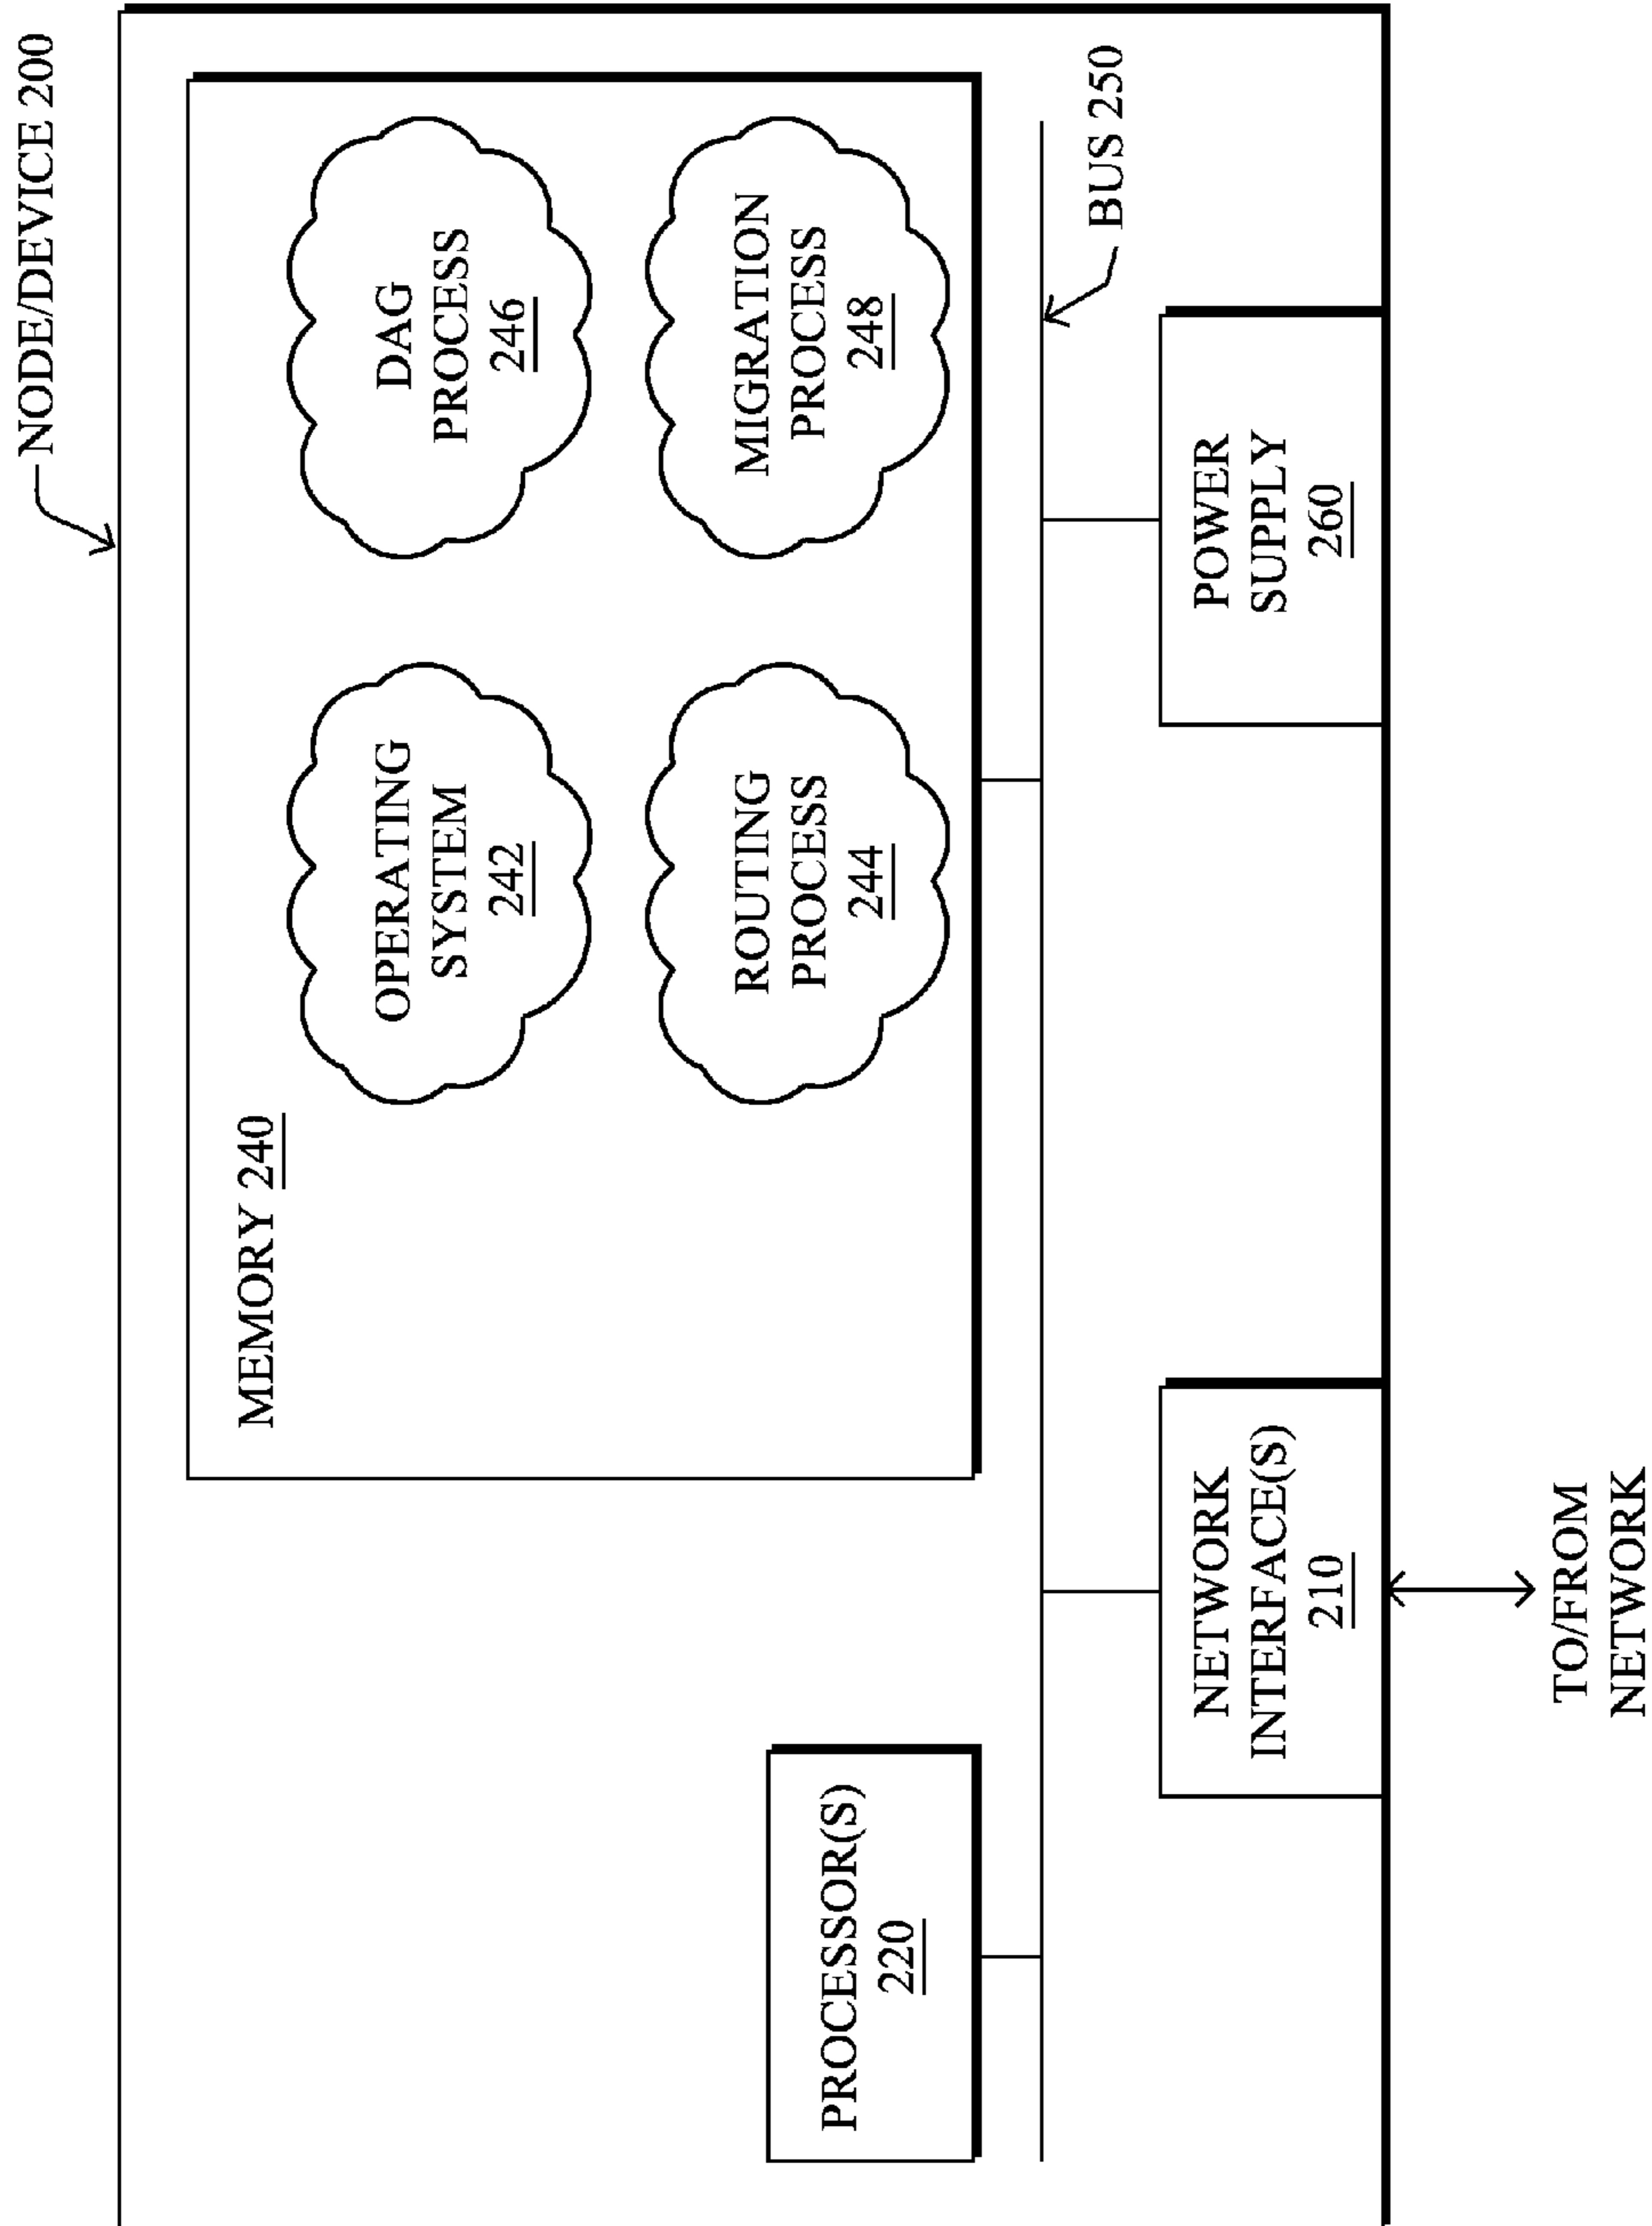 NODE/DEVICE 200
MEMORY 240
OPERATING
SYSTEM
242
DAG
PROCESS
246
ROUTING
PROCESS
244
MIGRATION
PROCESS
248
PROCESSOR(S)
220
BUS 250
NETWORK
INTERFACE(S)
210
POWER
SUPPLY
260
TO/FROM
NETWORK